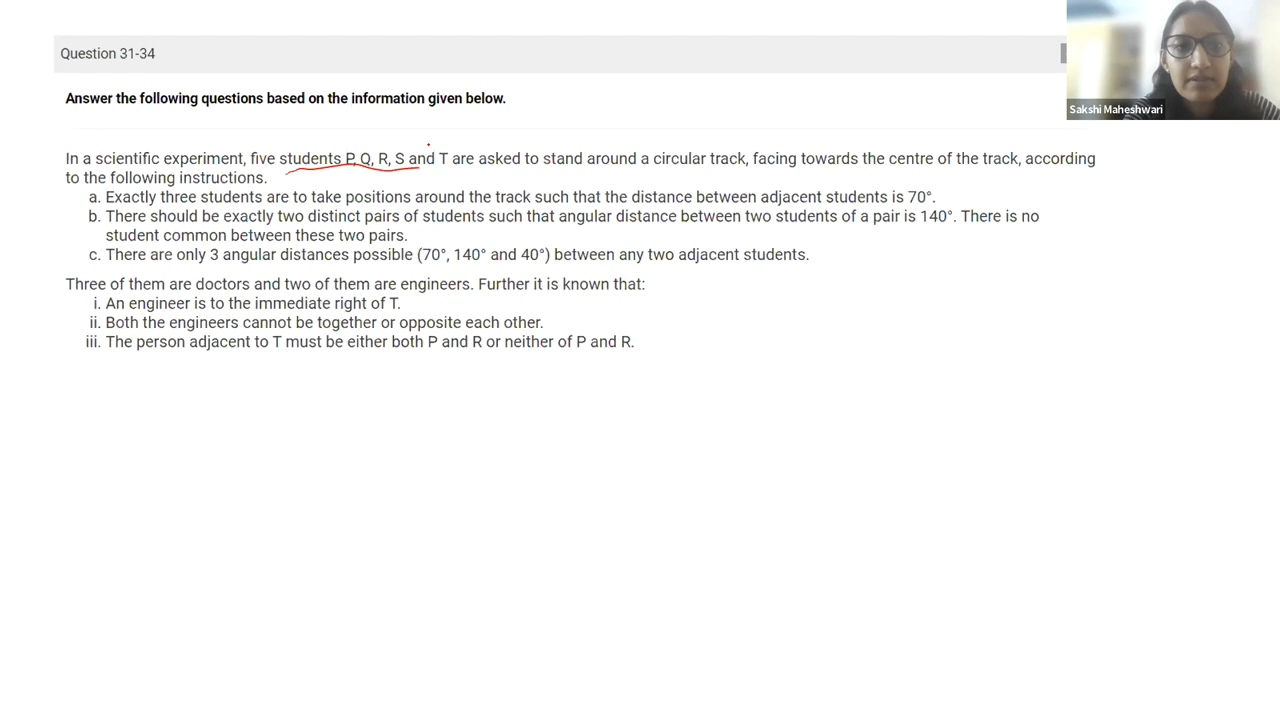 Question 31-34
Sakshi Maheshwari
Answer the following questions based on the information given below.
In a scientific experiment, five students P, Q, R, S and T are asked to stand around a circular track, facing towards the centre of the track, according
to the following instructions.
a. Exactly three students are to take positions around the track such that the distance between adjacent students is 70°.
b. There should be exactly two distinct pairs of students such that angular distance between two students of a pair is 140°. There is no
student common between these two pairs.
c. There are only 3 angular distances possible (70°, 140° and 40°) between any two adjacent students.
Three of them are doctors and two of them are engineers. Further it is known that:
i. An engineer is to the immediate right of T.
ii. Both the engineers cannot be together or opposite each other.
iii. The person adjacent to T must be either both P and R or neither of P and R.